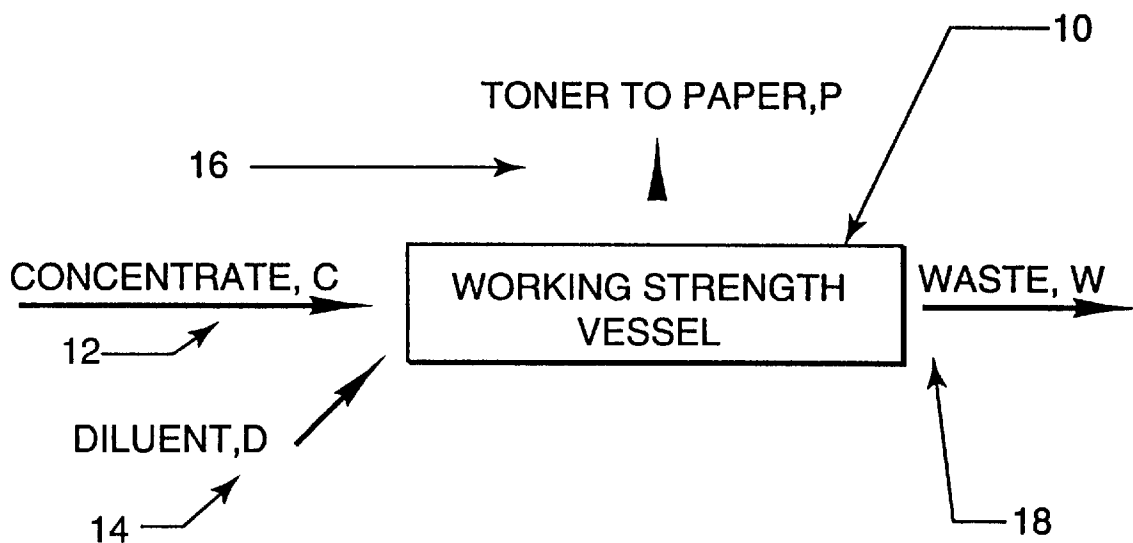 10
TONER TO PAPER,P
16
CONCENTRATE, C
WORKING STRENGTH
VESSEL
WASTE, W
12
DILUENT,D
14
18